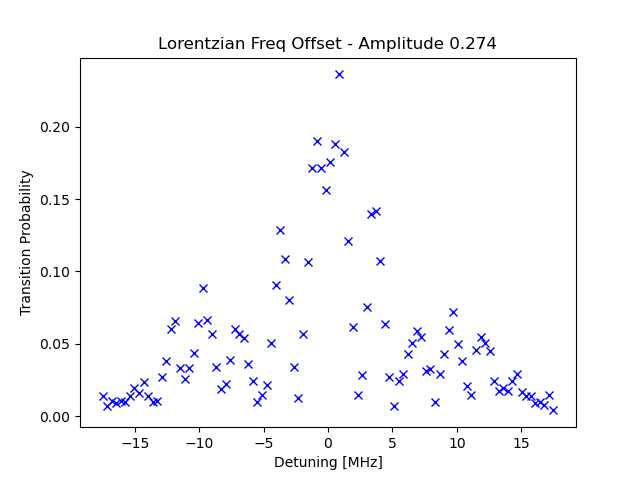 Lorentzian Freq Offset - Amplitude 0.274
Transition Probability
0.20
0.15
0.10
0.05
0.00
−15 −10 −5 0 5 10 15
Detuning [MHz]